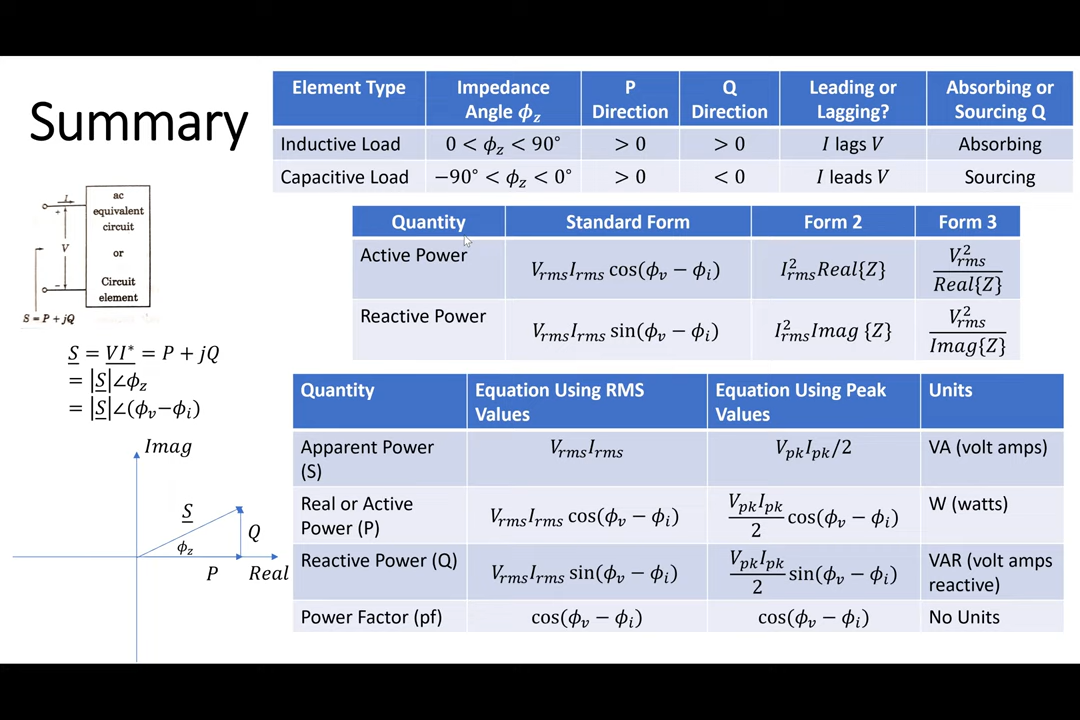 Summary
Element Type | Impedance Angle ϕ_z | P Direction | Q Direction | Leading or Lagging? | Absorbing or Sourcing Q
Inductive Load | 0 < ϕ_z < 90° | > 0 | > 0 | I lags V | Absorbing
Capacitive Load | −90° < ϕ_z < 0° | > 0 | < 0 | I leads V | Sourcing
I
+
V
−
ac
equivalent
circuit
or
Circuit
element
S = P + jQ
Quantity | Standard Form | Form 2 | Form 3
Active Power | V_rms I_rms cos(ϕ_v − ϕ_i) | I²_rms Real{Z} | V²_rms / Real{Z}
Reactive Power | V_rms I_rms sin(ϕ_v − ϕ_i) | I²_rms Imag {Z} | V²_rms / Imag{Z}
S = VI* = P + jQ
= |S|∠ϕ_z
= |S|∠(ϕ_v−ϕ_i)
Imag
S
ϕ_z
Q
P
Real
Quantity | Equation Using RMS Values | Equation Using Peak Values | Units
Apparent Power (S) | V_rms I_rms | V_pk I_pk/2 | VA (volt amps)
Real or Active Power (P) | V_rms I_rms cos(ϕ_v − ϕ_i) | V_pk I_pk / 2 cos(ϕ_v − ϕ_i) | W (watts)
Reactive Power (Q) | V_rms I_rms sin(ϕ_v − ϕ_i) | V_pk I_pk / 2 sin(ϕ_v − ϕ_i) | VAR (volt amps reactive)
Power Factor (pf) | cos(ϕ_v − ϕ_i) | cos(ϕ_v − ϕ_i) | No Units